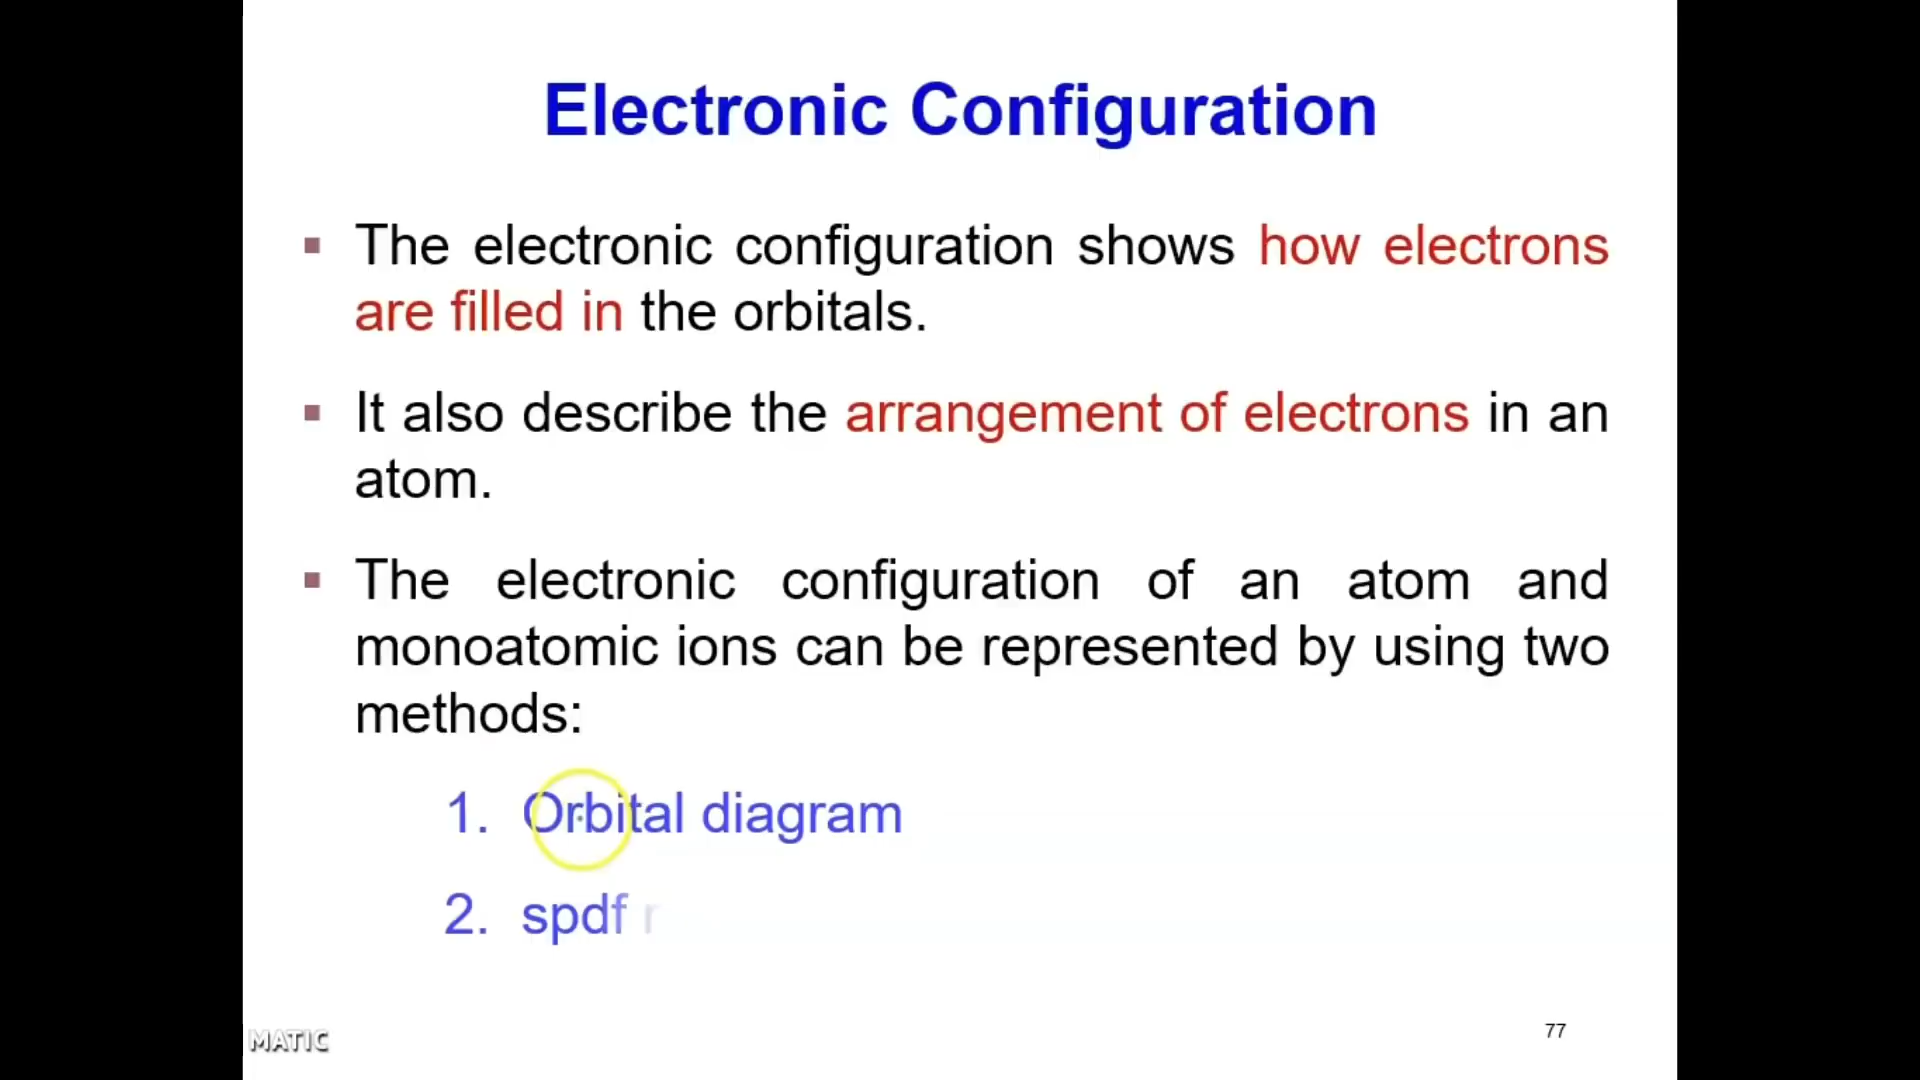 Electronic Configuration
▪ The electronic configuration shows how electrons
are filled in the orbitals.
▪ It also describe the arrangement of electrons in an
atom.
▪ The electronic configuration of an atom and
monoatomic ions can be represented by using two
methods:
1. Orbital diagram
2. spdf
MATIC
77